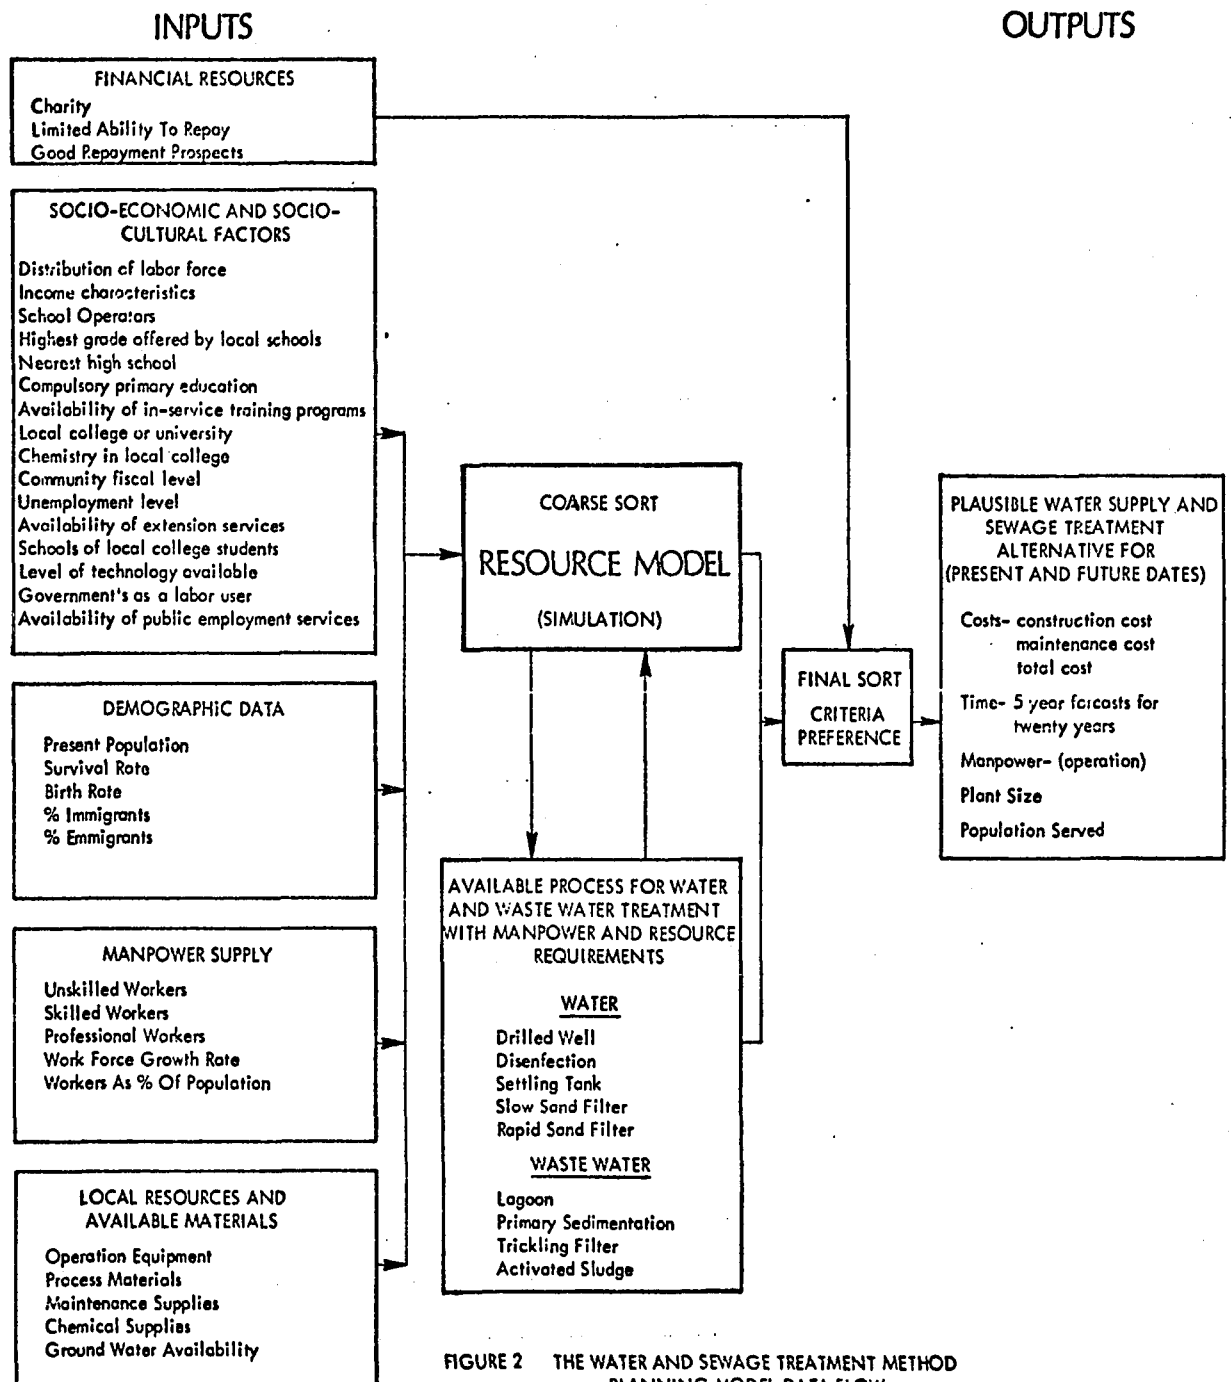 INPUTS
OUTPUTS
FINANCIAL RESOURCES
Charity
Limited Ability To Repay
Good Repayment Prospects
SOCIO-ECONOMIC AND SOCIO-
CULTURAL FACTORS
Distribution of labor force
Income characteristics
School Operators
Highest grade offered by local schools
Nearest high school
Compulsory primary education
Availability of in-service training programs
Local college or university
Chemistry in local college
Community fiscal level
Unemployment level
Availability of extension services
Schools of local college students
Level of technology available
Government's as a labor user
Availability of public employment services
DEMOGRAPHIC DATA
Present Population
Survival Rate
Birth Rate
% Immigrants
% Emmigrants
MANPOWER SUPPLY
Unskilled Workers
Skilled Workers
Professional Workers
Work Force Growth Rate
Workers As % Of Population
LOCAL RESOURCES AND
AVAILABLE MATERIALS
Operation Equipment
Process Materials
Maintenance Supplies
Chemical Supplies
Ground Water Availability
COARSE SORT
RESOURCE MODEL
(SIMULATION)
AVAILABLE PROCESS FOR WATER
AND WASTE WATER TREATMENT
WITH MANPOWER AND RESOURCE
REQUIREMENTS
WATER
Drilled Well
Disenfection
Settling Tank
Slow Sand Filter
Rapid Sand Filter
WASTE WATER
Lagoon
Primary Sedimentation
Trickling Filter
Activated Sludge
FINAL SORT
CRITERIA
PREFERENCE
PLAUSIBLE WATER SUPPLY AND
SEWAGE TREATMENT
ALTERNATIVE FOR
(PRESENT AND FUTURE DATES)
Costs- construction cost
maintenance cost
total cost
Time- 5 year forcasts for
twenty years
Manpower- (operation)
Plant Size
Population Served
FIGURE 2 THE WATER AND SEWAGE TREATMENT METHOD
PLANNING MODEL DATA FLOW